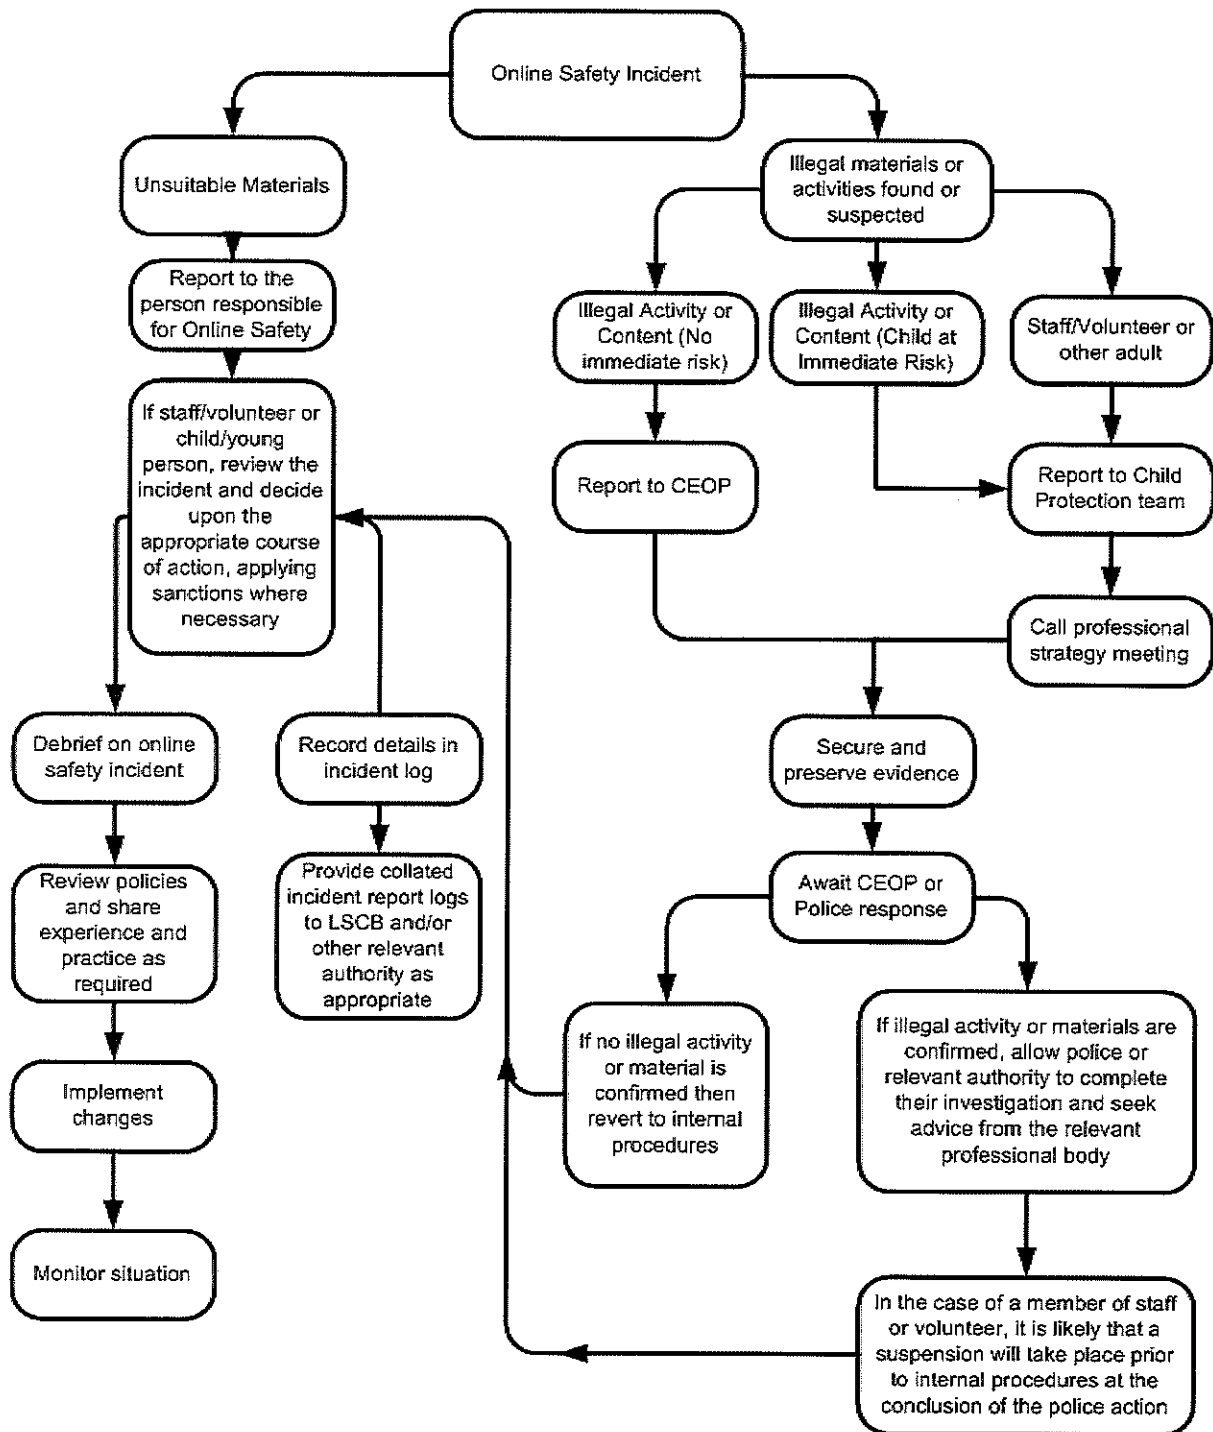 Online Safety Incident
Unsuitable Materials
Illegal materials or
activities found or
suspected
Report to the
person responsible
for Online Safety
Illegal Activity or
Content (No
immediate risk)
Illegal Activity or
Content (Child at
Immediate Risk)
Staff/Volunteer or
other adult
If staff/volunteer or
child/young
person, review the
incident and decide
upon the
appropriate course
of action, applying
sanctions where
necessary
Report to CEOP
Report to Child
Protection team
Call professional
strategy meeting
Debrief on online
safety incident
Record details in
incident log
Secure and
preserve evidence
Review policies
and share
experience and
practice as
required
Provide collated
incident report logs
to LSCB and/or
other relevant
authority as
appropriate
Await CEOP or
Police response
If no illegal activity
or material is
confirmed then
revert to internal
procedures
If illegal activity or materials are
confirmed, allow police or
relevant authority to complete
their investigation and seek
advice from the relevant
professional body
Implement
changes
Monitor situation
In the case of a member of staff
or volunteer, it is likely that a
suspension will take place prior
to internal procedures at the
conclusion of the police action